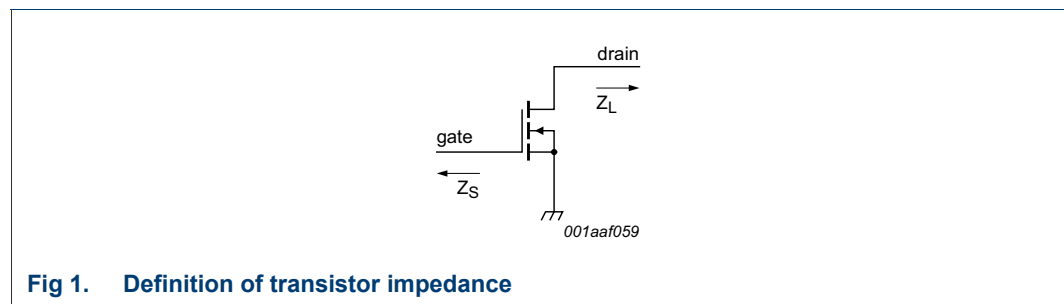 drain
Z_L
gate
Z_S
001aaf059
Fig 1. Definition of transistor impedance